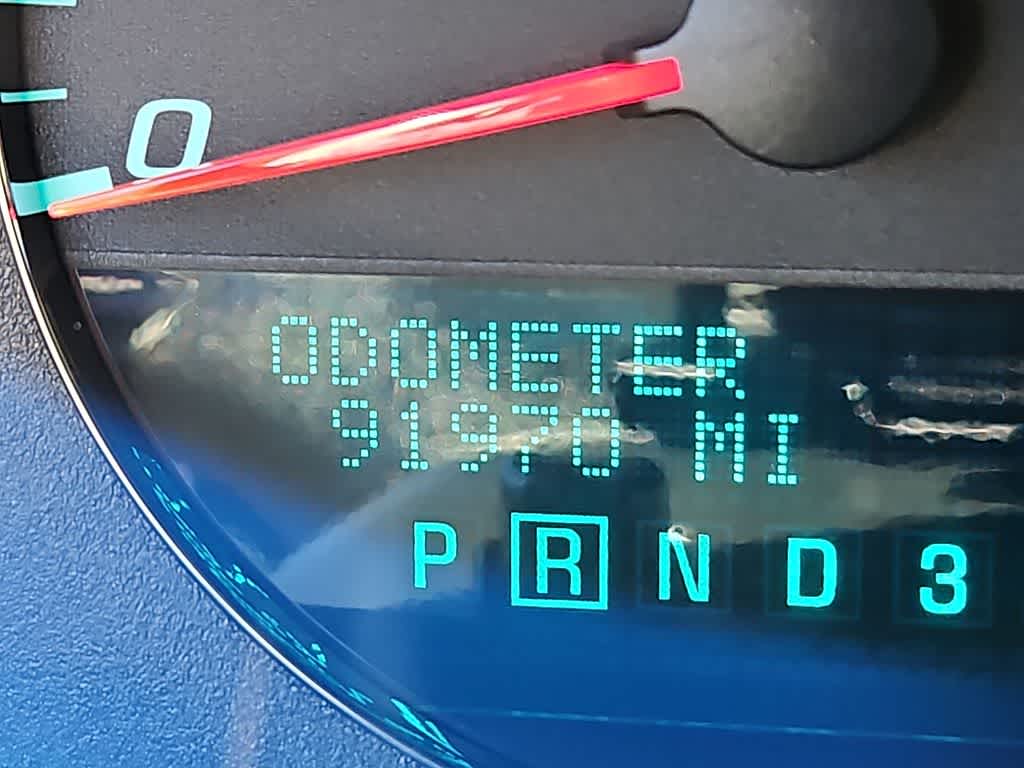 0
ODOMETER
91970 MI
P R N D 3